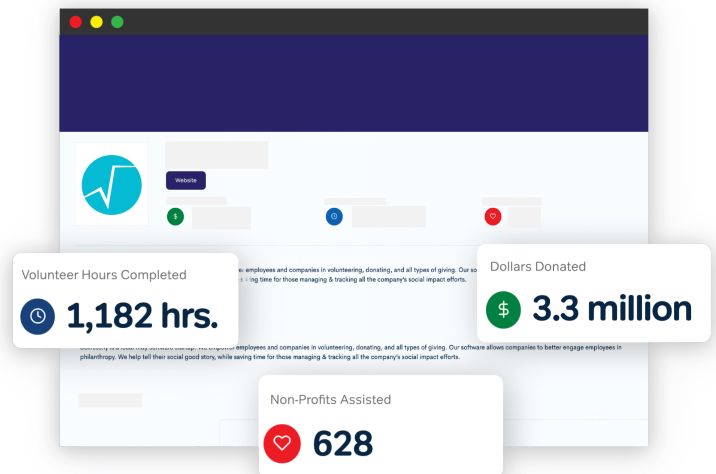 Website
employees and companies in volunteering, donating, and all types of giving. Our so
ing time for those managing & tracking all the company's social impact efforts.
Volunteer Hours Completed
1,182 hrs.
Dollars Donated
$ 3.3 million
employees and companies in volunteering, donating, and all types of giving. Our software allows companies to better engage employees in
philanthropy. We help tell their social good story, while saving time for those managing & tracking all the company's social impact efforts.
Non-Profits Assisted
628